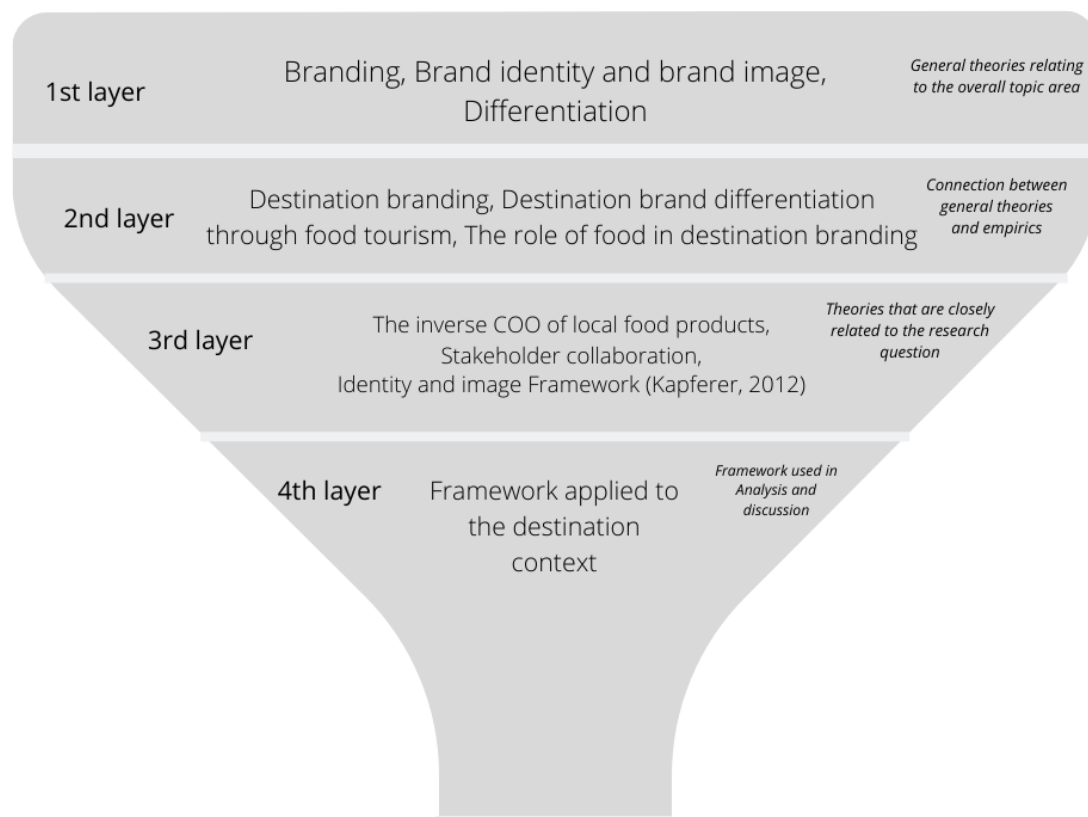 1st layer
Branding, Brand identity and brand image,
Differentiation
General theories relating
to the overall topic area
2nd layer
Destination branding, Destination brand differentiation
through food tourism, The role of food in destination branding
Connection between
general theories
and empirics
3rd layer
The inverse COO of local food products,
Stakeholder collaboration,
Identity and image Framework (Kapferer, 2012)
Theories that are closely
related to the research
question
4th layer
Framework applied to
the destination
context
Framework used in
Analysis and
discussion